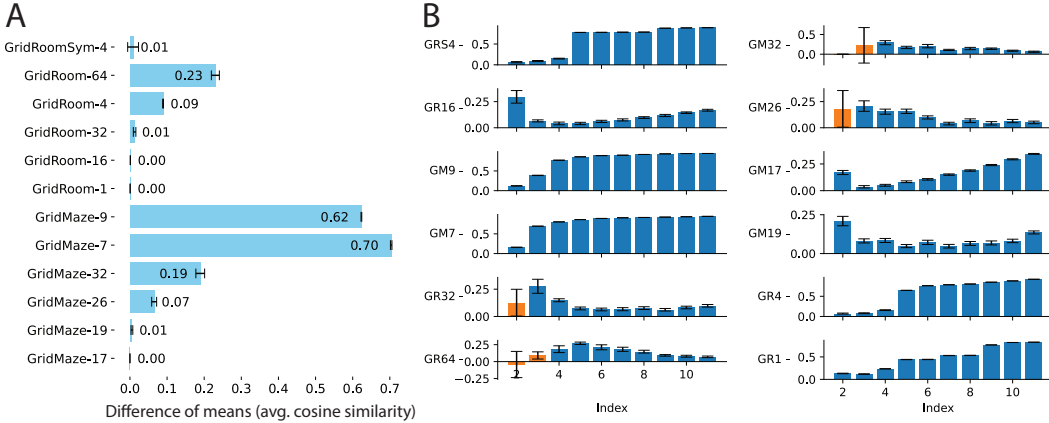 A
GridRoomSym-4
0.01
GridRoom-64
0.23
GridRoom-4
0.09
GridRoom-32
0.01
GridRoom-16
0.00
GridRoom-1
0.00
GridMaze-9
0.62
GridMaze-7
0.70
GridMaze-32
0.19
GridMaze-26
0.07
GridMaze-19
0.01
GridMaze-17
0.00
0.0 0.1 0.2 0.3 0.4 0.5 0.6 0.7
Difference of means (avg. cosine similarity)
B
GRS4
0.5
0.0
GR16
0.25
0.00
GM9
0.5
0.0
GM7
0.5
0.0
GR32
0.25
0.00
GR64
0.25
0.00
−0.25
2 4 6 8 10
Index
GM32
0.5
0.0
GM26
0.25
0.00
GM17
0.25
0.00
GM19
0.25
0.00
GR4
0.5
0.0
GR1
0.5
0.0
2 4 6 8 10
Index